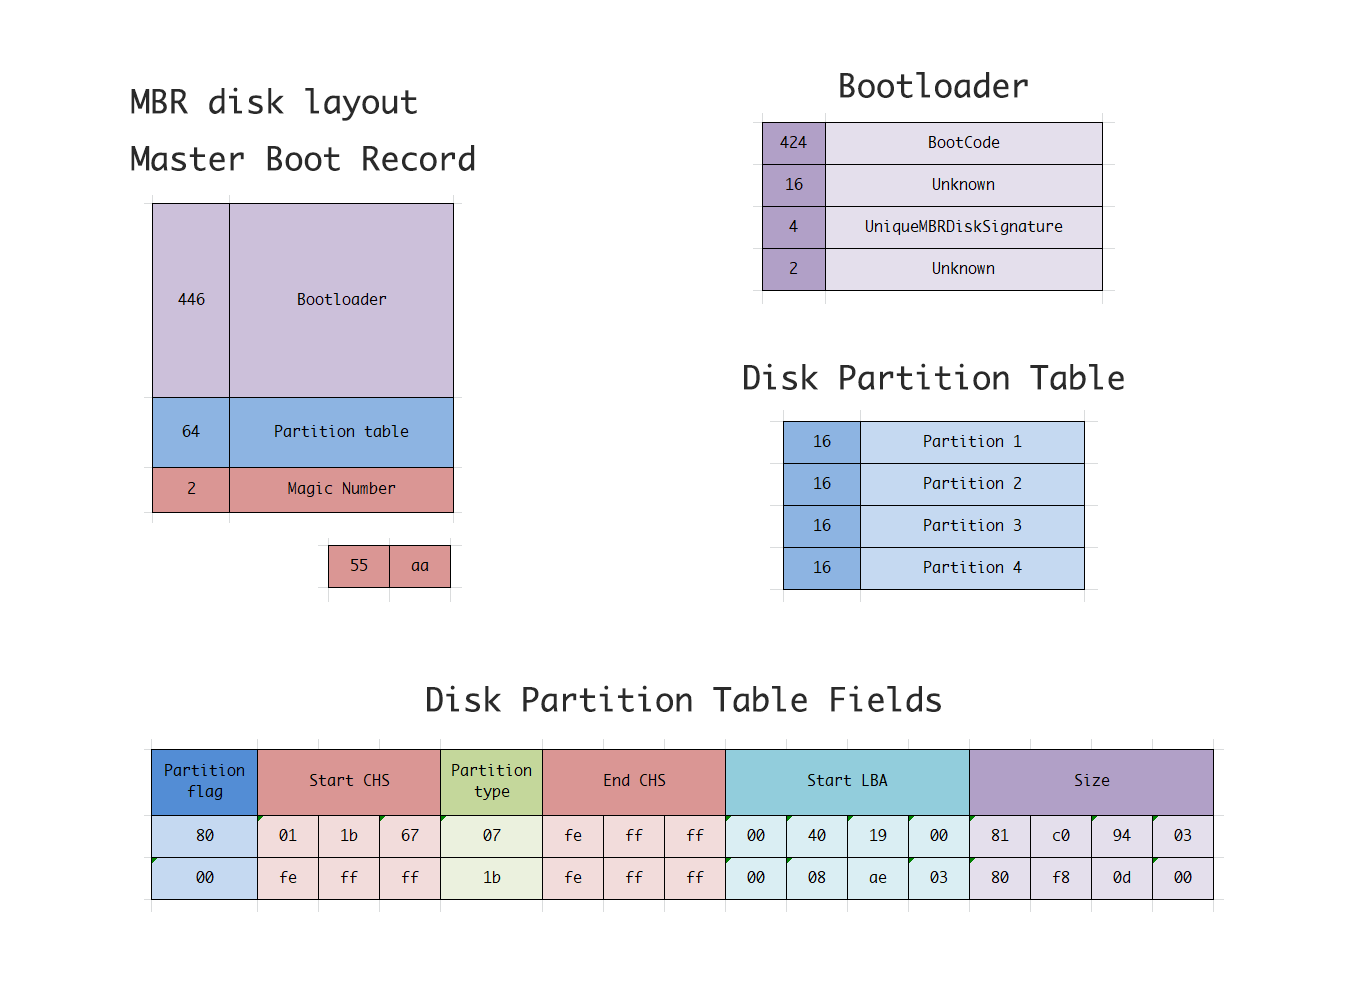 MBR disk layout
Master Boot Record
446 Bootloader
64 Partition table
2 Magic Number
55 aa
Bootloader
424 BootCode
16 Unknown
4 UniqueMBRDiskSignature
2 Unknown
Disk Partition Table
16 Partition 1
16 Partition 2
16 Partition 3
16 Partition 4
Disk Partition Table Fields
Partition flag Start CHS Partition type End CHS Start LBA Size
80 01 1b 67 07 fe ff ff 00 40 19 00 81 c0 94 03
00 fe ff ff 1b fe ff ff 00 08 ae 03 80 f8 0d 00